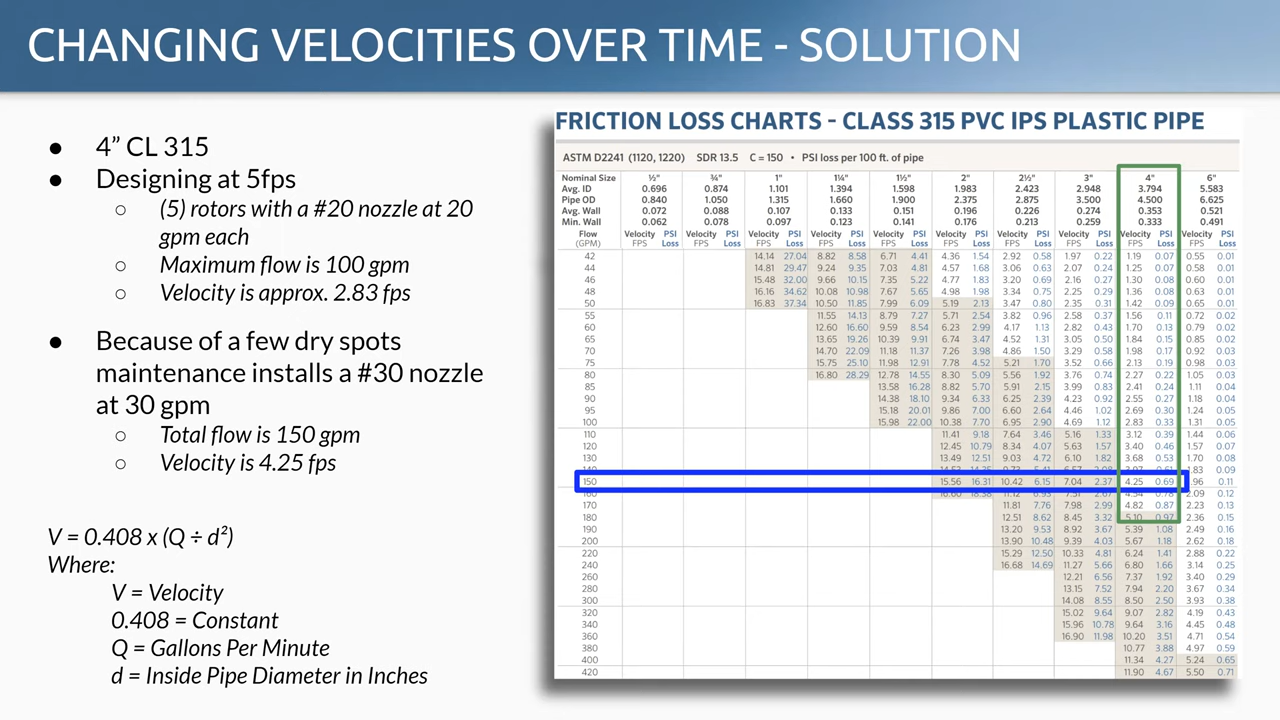 CHANGING VELOCITIES OVER TIME - SOLUTION
● 4” CL 315
● Designing at 5fps
○ (5) rotors with a #20 nozzle at 20
gpm each
○ Maximum flow is 100 gpm
○ Velocity is approx. 2.83 fps
● Because of a few dry spots
maintenance installs a #30 nozzle
at 30 gpm
○ Total flow is 150 gpm
○ Velocity is 4.25 fps
V = 0.408 x (Q ÷ d²)
Where:
V = Velocity
0.408 = Constant
Q = Gallons Per Minute
d = Inside Pipe Diameter in Inches
FRICTION LOSS CHARTS - CLASS 315 PVC IPS PLASTIC PIPE
ASTM D2241 (1120, 1220) SDR 13.5 C = 150 • PSI loss per 100 ft. of pipe
Nominal Size ½" ¾" 1" 1¼" 1½" 2" 2½" 3" 4" 6"
Avg. ID 0.696 0.874 1.101 1.394 1.598 1.983 2.423 2.948 3.794 5.583
Pipe OD 0.840 1.050 1.315 1.660 1.900 2.375 2.875 3.500 4.500 6.625
Avg. Wall 0.072 0.088 0.107 0.133 0.151 0.196 0.226 0.274 0.353 0.521
Min. Wall 0.062 0.078 0.097 0.123 0.141 0.176 0.213 0.259 0.333 0.491
Flow Velocity PSI Velocity PSI Velocity PSI Velocity PSI Velocity PSI Velocity PSI Velocity PSI Velocity PSI Velocity PSI Velocity PSI
(GPM) FPS Loss FPS Loss FPS Loss FPS Loss FPS Loss FPS Loss FPS Loss FPS Loss FPS Loss FPS Loss
42 14.14 27.04 8.82 8.58 6.71 4.41 4.36 1.54 2.92 0.58 1.97 0.22 1.19 0.07 0.55 0.01
44 14.81 29.47 9.24 9.35 7.03 4.81 4.57 1.68 3.06 0.63 2.07 0.24 1.25 0.07 0.58 0.01
46 15.48 32.00 9.66 10.15 7.35 5.22 4.77 1.83 3.20 0.69 2.16 0.27 1.30 0.08 0.60 0.01
48 16.16 34.62 10.08 10.98 7.67 5.65 4.98 1.98 3.34 0.75 2.25 0.29 1.36 0.08 0.63 0.01
50 16.83 37.34 10.50 11.85 7.99 6.09 5.19 2.13 3.47 0.80 2.35 0.31 1.42 0.09 0.65 0.01
55 11.55 14.13 8.79 7.27 5.71 2.54 3.82 0.96 2.58 0.37 1.56 0.11 0.72 0.02
60 12.60 16.60 9.59 8.54 6.23 2.99 4.17 1.13 2.82 0.43 1.70 0.13 0.79 0.02
65 13.65 19.26 10.39 9.91 6.74 3.47 4.52 1.31 3.05 0.50 1.84 0.15 0.85 0.02
70 14.70 22.09 11.18 11.37 7.26 3.98 4.86 1.50 3.29 0.58 1.98 0.17 0.92 0.03
75 15.75 25.10 11.98 12.91 7.78 4.52 5.21 1.70 3.52 0.66 2.13 0.19 0.98 0.03
80 16.80 28.29 12.78 14.55 8.30 5.09 5.56 1.92 3.76 0.74 2.27 0.22 1.05 0.03
85 13.58 16.28 8.82 5.70 5.91 2.15 3.99 0.83 2.41 0.24 1.11 0.04
90 14.38 18.10 9.34 6.33 6.25 2.39 4.23 0.92 2.55 0.27 1.18 0.04
95 15.18 20.01 9.86 7.00 6.60 2.64 4.46 1.02 2.69 0.30 1.24 0.05
100 15.98 22.00 10.38 7.70 6.95 2.90 4.69 1.12 2.83 0.33 1.31 0.05
110 11.41 9.18 7.64 3.46 5.16 1.33 3.12 0.39 1.44 0.06
120 12.45 10.79 8.34 4.07 5.63 1.57 3.40 0.46 1.57 0.07
130 13.49 12.51 9.03 4.72 6.10 1.82 3.68 0.53 1.70 0.08
0.09
150 15.56 16.31 10.42 6.15 7.04 2.37 4.25 0.69 .96 0.11
2.09 0.12
170 11.81 7.76 7.98 2.99 4.82 0.87 2.23 0.13
180 12.51 8.62 8.45 3.32 5.10 0.97 2.36 0.15
190 13.20 9.53 8.92 3.67 5.39 1.08 2.49 0.16
200 13.90 10.48 9.39 4.03 5.67 1.18 2.62 0.18
220 15.29 12.50 10.33 4.81 6.24 1.41 2.88 0.22
240 16.68 14.69 11.27 5.66 6.80 1.66 3.14 0.25
260 12.21 6.56 7.37 1.92 3.40 0.29
280 13.15 7.52 7.94 2.20 3.67 0.34
300 14.08 8.55 8.50 2.50 3.93 0.38
320 15.02 9.64 9.07 2.82 4.19 0.43
340 15.96 10.78 9.64 3.16 4.45 0.48
360 16.90 11.98 10.20 3.51 4.71 0.54
380 10.77 3.88 4.97 0.59
400 11.34 4.27 5.24 0.65
420 11.90 4.67 5.50 0.71